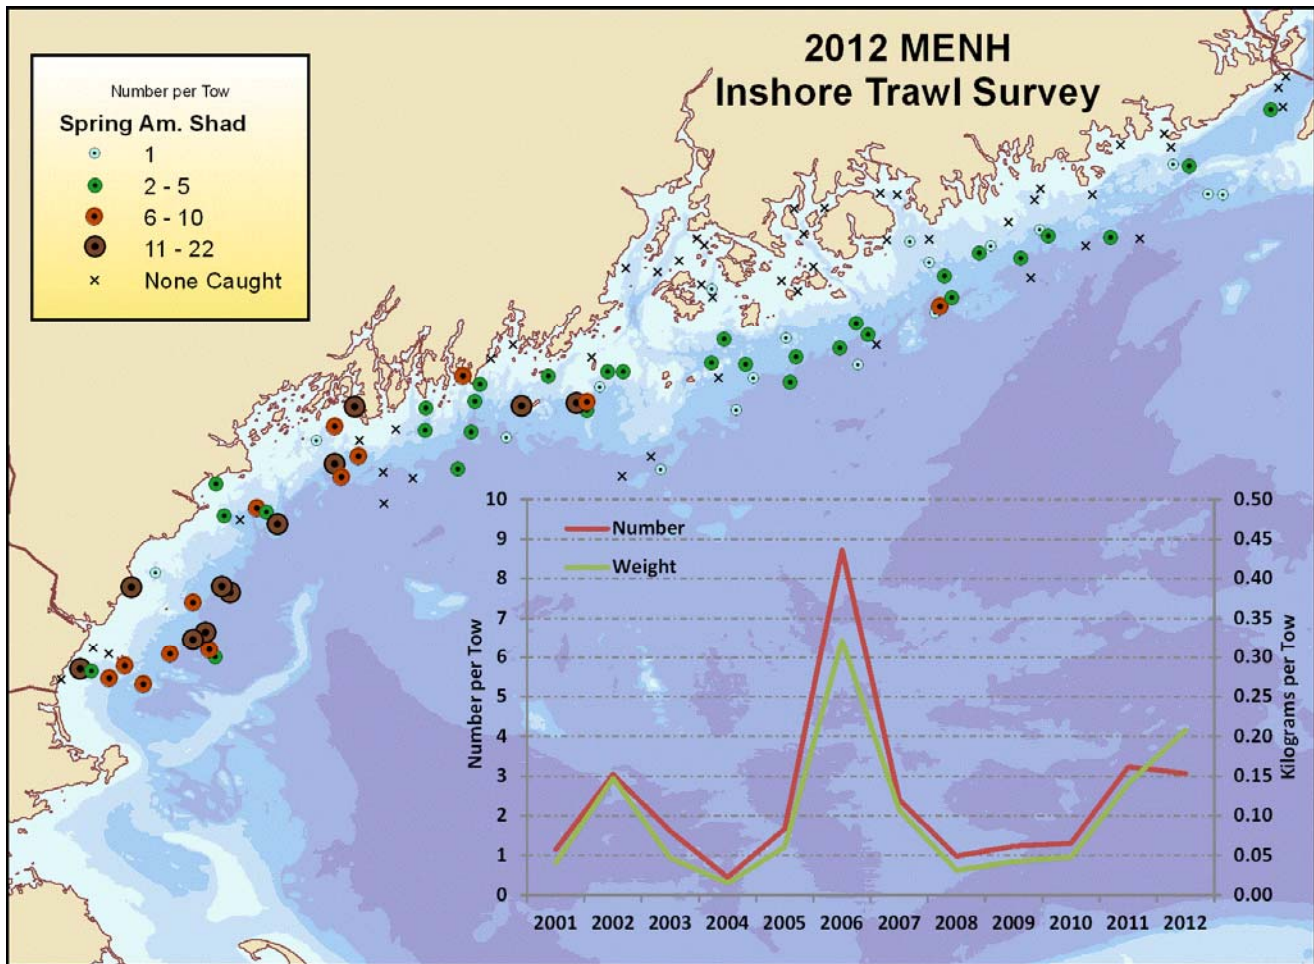 2012 MENH
Inshore Trawl Survey
Number per Tow
Spring Am. Shad
1
2 - 5
6 - 10
11 - 22
None Caught
Number
Weight
Number per Tow
10
9
8
7
6
5
4
3
2
1
0
0.50
0.45
0.40
0.35
0.30
0.25
0.20
0.15
0.10
0.05
0.00
Kilograms per Tow
2001 2002 2003 2004 2005 2006 2007 2008 2009 2010 2011 2012